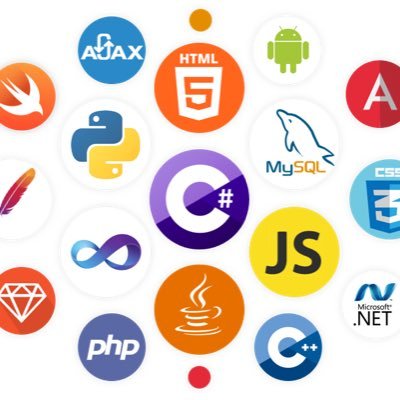 AJAX
HTML
5
A
MySQL
C#
CSS
3
JS
Microsoft®
.NET
php
C++